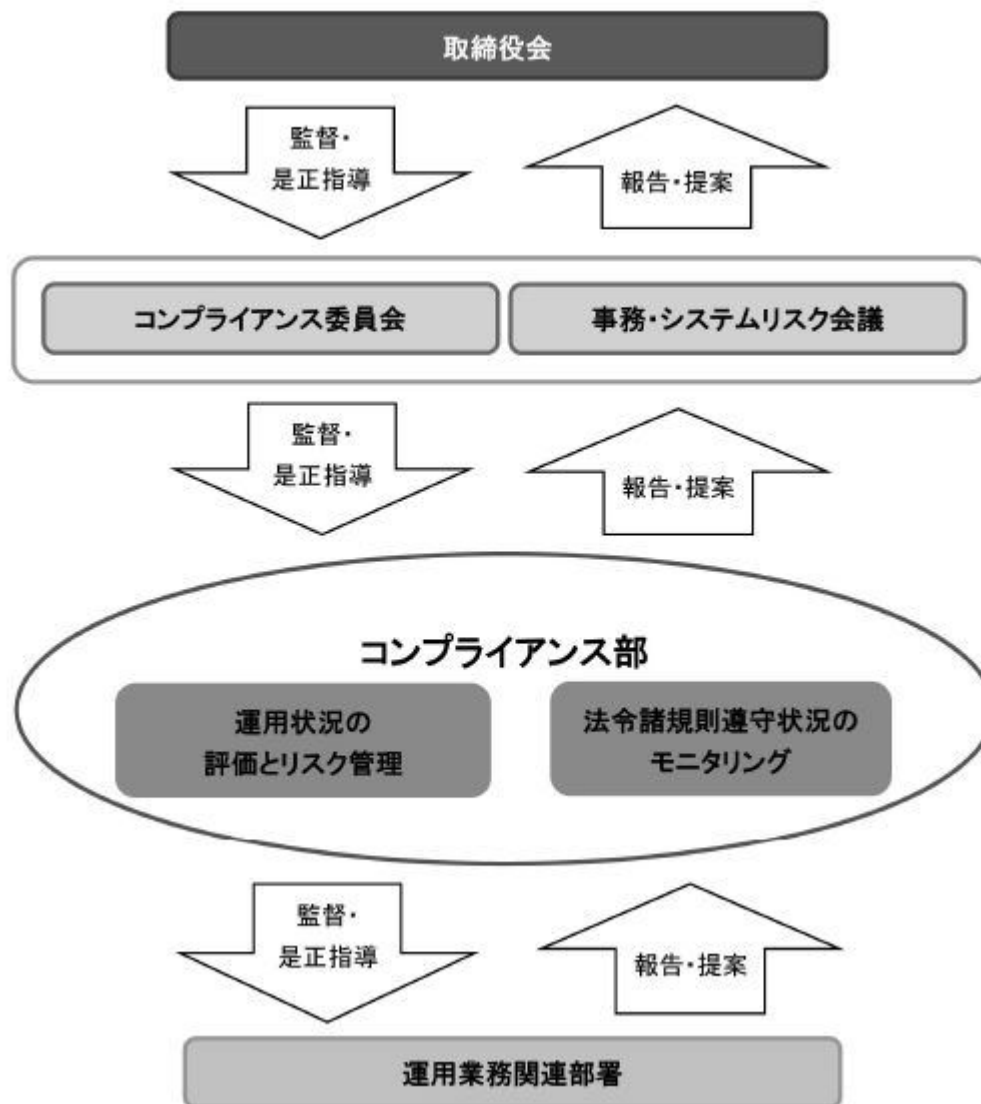 取締役会
監督・
是正指導
報告・提案
コンプライアンス委員会
事務・システムリスク会議
監督・
是正指導
報告・提案
コンプライアンス部
運用状況の
評価とリスク管理
法令諸規則遵守状況の
モニタリング
監督・
是正指導
報告・提案
運用業務関連部署